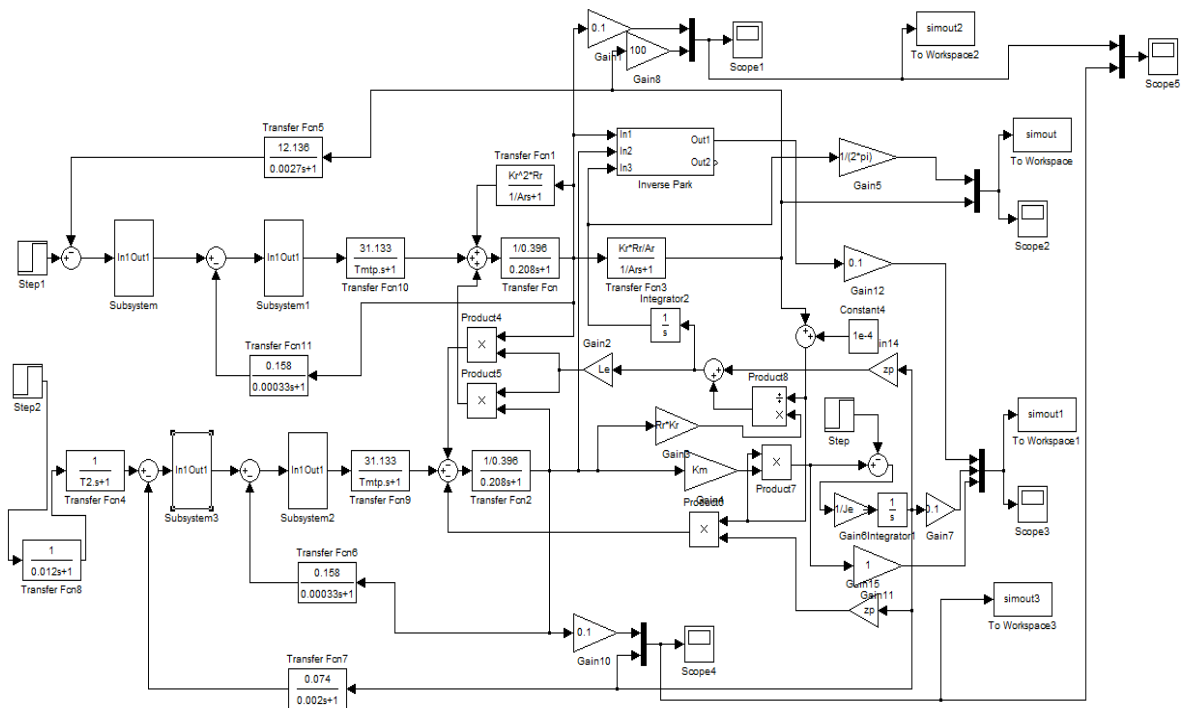 0.1
Gain1
100
Gain8
Scope1
simout2
To Workspace2
Scope5
Transfer Fcn5
12.136
0.0027s+1
Transfer Fcn1
Kr^2*Rr
1/Ars+1
In1
In2
In3
Out1
Out2
Inverse Park
1/(2*pi)
Gain5
simout
To Workspace
Scope2
Step1
In1Out1
Subsystem
In1Out1
Subsystem1
31.133
Tmtp.s+1
Transfer Fcn10
1/0.396
0.208s+1
Transfer Fcn
Kr*Rr/Ar
1/Ars+1
Transfer Fcn3
0.1
Gain12
Integrator2
1
s
Constant4
1e-4
Product4
×
Gain2
Le
in14
zp
Transfer Fcn11
0.158
0.00033s+1
Product5
×
Product8
÷
×
Step2
Rr*Kr
Gain3
Step
simout1
To Workspace1
1
T2.s+1
Transfer Fcn4
In1Out1
Subsystem3
In1Out1
Subsystem2
31.133
Tmtp.s+1
Transfer Fcn9
1/0.396
0.208s+1
Transfer Fcn2
Km
Gain4
×
Product7
Product6
×
1/Je
Gain6
1
s
Integrator1
0.1
Gain7
Scope3
1
0.012s+1
Transfer Fcn8
Transfer Fcn6
0.158
0.00033s+1
1
Gain15
Gain11
zp
simout3
To Workspace3
0.1
Gain10
Scope4
Transfer Fcn7
0.074
0.002s+1